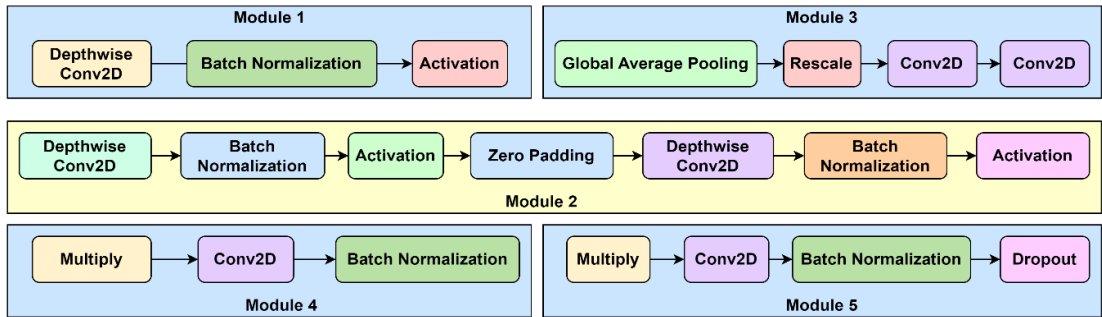 Module 1
Depthwise
Conv2D
Batch Normalization
Activation
Module 3
Global Average Pooling
Rescale
Conv2D
Conv2D
Depthwise
Conv2D
Batch
Normalization
Activation
Zero Padding
Depthwise
Conv2D
Batch
Normalization
Activation
Module 2
Multiply
Conv2D
Batch Normalization
Module 4
Multiply
Conv2D
Batch Normalization
Dropout
Module 5